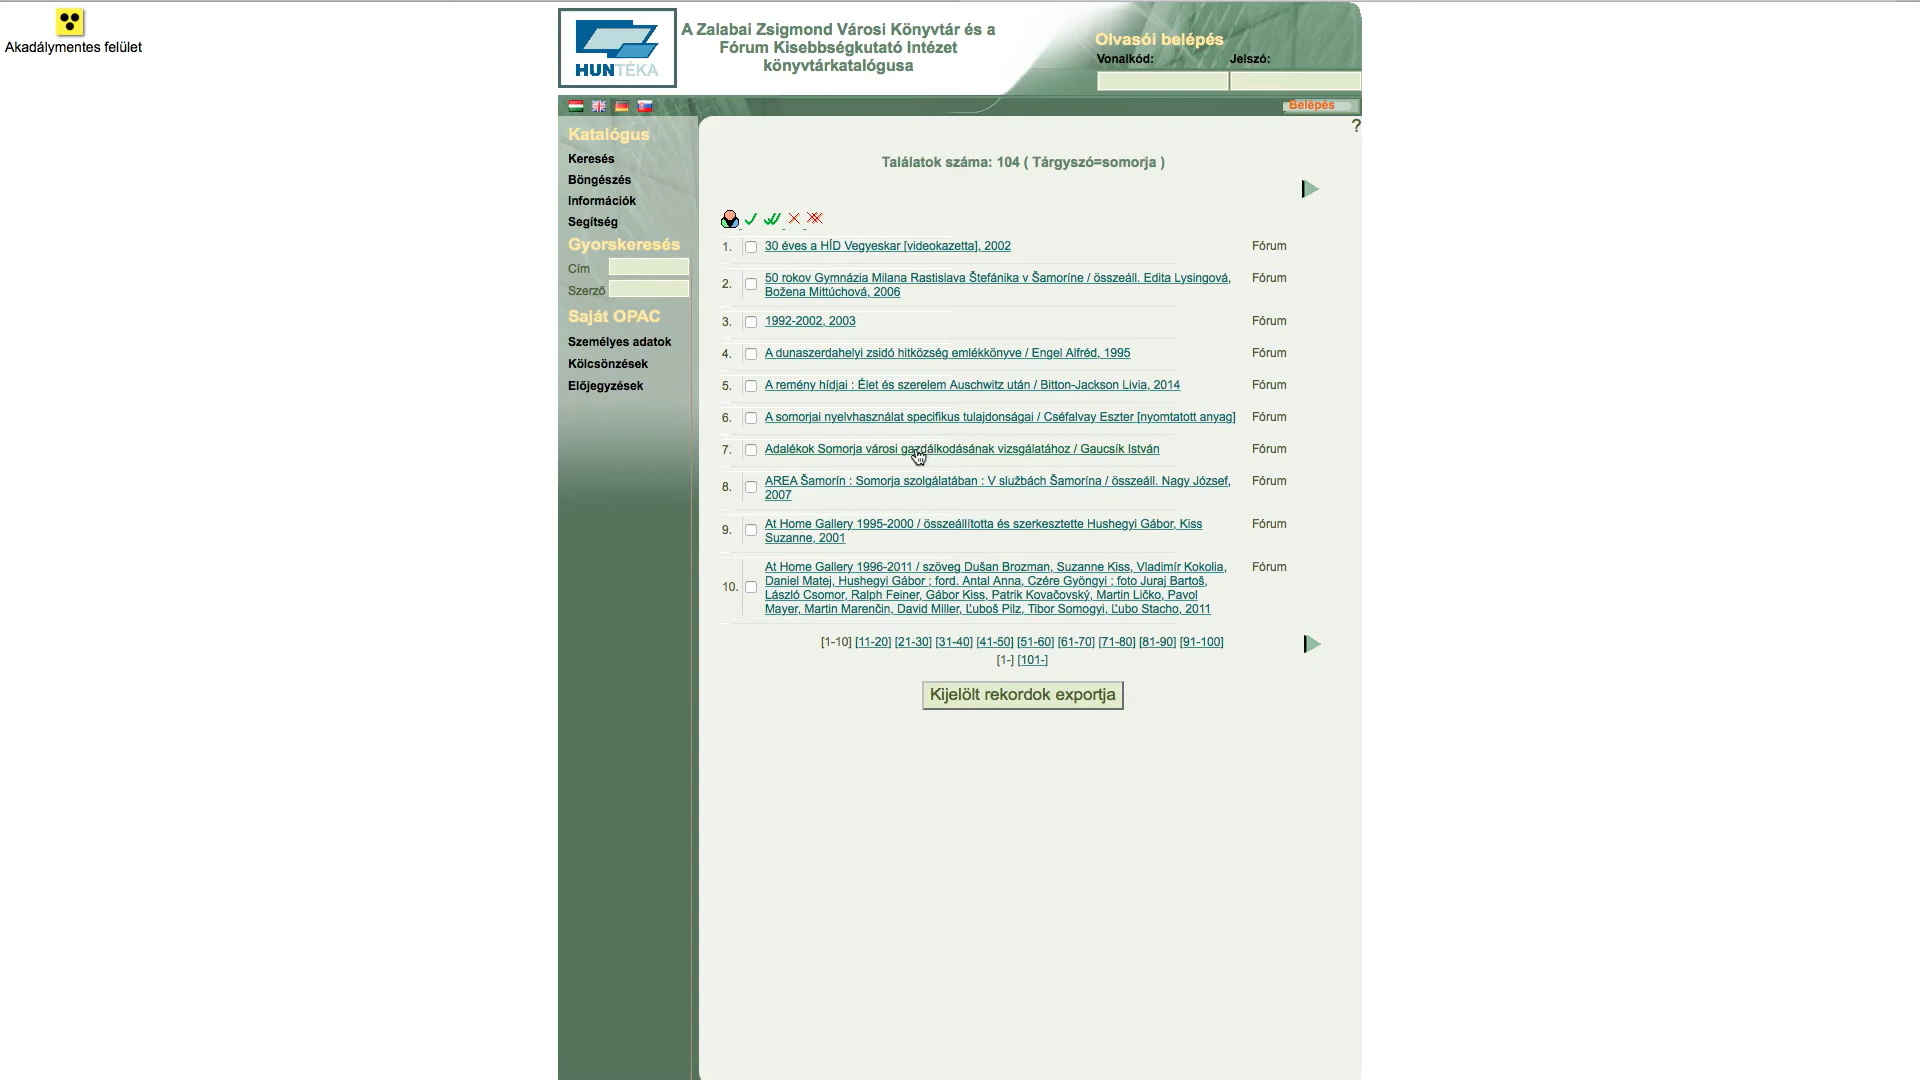 Akadálymentes felület
HUNTÉKA
A Zalabai Zsigmond Városi Könyvtár és a
Fórum Kisebbségkutató Intézet
könyvtárkatalógusa
Olvasói belépés
Vonalkód: Jelszó:
Belépés
?
Katalógus
Keresés
Böngészés
Információk
Segítség
Gyorskeresés
Cím
Szerző
Saját OPAC
Személyes adatok
Kölcsönzések
Előjegyzések
Találatok száma: 104 ( Tárgyszó=somorja )
1. 30 éves a HÍD Vegyeskar [videokazetta], 2002 Fórum
2. 50 rokov Gymnázia Milana Rastislava Štefánika v Šamoríne / összeáll. Edita Lysingová, Fórum
Božena Mittúchová, 2006
3. 1992-2002, 2003 Fórum
4. A dunaszerdahelyi zsidó hitközség emlékkönyve / Engel Alfréd, 1995 Fórum
5. A remény hídjai : Élet és szerelem Auschwitz után / Bitton-Jackson Livia, 2014 Fórum
6. A somorjai nyelvhasználat specifikus tulajdonságai / Cséfalvay Eszter [nyomtatott anyag] Fórum
7. Adalékok Somorja városi gazdálkodásának vizsgálatához / Gaucsík István Fórum
8. AREA Šamorín : Somorja szolgálatában : V službách Šamorína / összeáll. Nagy József, Fórum
2007
9. At Home Gallery 1995-2000 / összeállította és szerkesztette Hushegyi Gábor, Kiss Fórum
Suzanne, 2001
10. At Home Gallery 1996-2011 / szöveg Dušan Brozman, Suzanne Kiss, Vladimír Kokolia, Fórum
Daniel Matej, Hushegyi Gábor ; ford. Antal Anna, Czére Gyöngyi ; foto Juraj Bartoš,
László Csomor, Ralph Feiner, Gábor Kiss, Patrik Kovačovský, Martin Ličko, Pavol
Mayer, Martin Marenčin, David Miller, Ľuboš Pilz, Tibor Somogyi, Ľubo Stacho, 2011
[1-10] [11-20] [21-30] [31-40] [41-50] [51-60] [61-70] [71-80] [81-90] [91-100]
[1-] [101-]
Kijelölt rekordok exportja